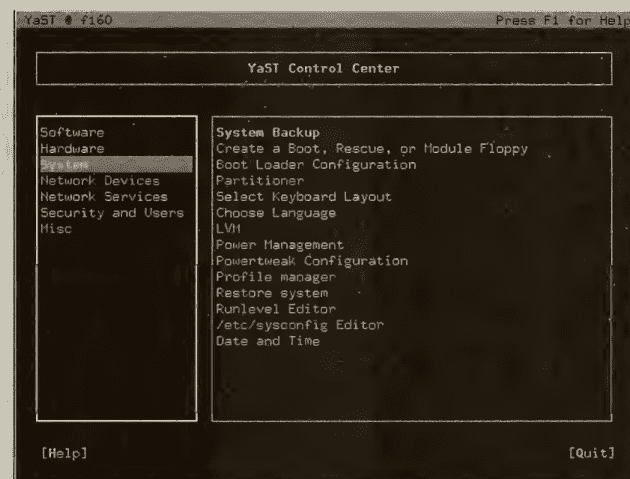 YaST @ f160
Press F1 for Help
YaST Control Center
Software
Hardware
System
Network Devices
Network Services
Security and Users
Misc
System Backup
Create a Boot, Rescue, or Module Floppy
Boot Loader Configuration
Partitioner
Select Keyboard Layout
Choose Language
LVM
Power Management
Powertweak Configuration
Profile manager
Restore system
Runlevel Editor
/etc/sysconfig Editor
Date and Time
[Help]
[Quit]